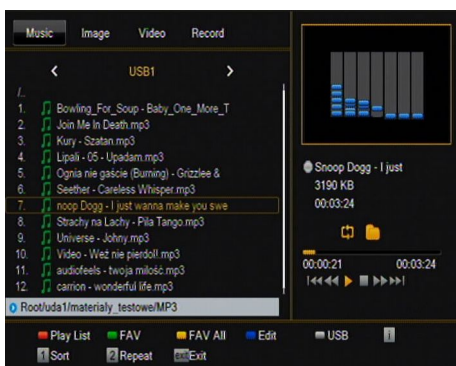 Music Image Video Record
USB1
/..
1. Bowling_For_Soup - Baby_One_More_T
2. Join Me In Death.mp3
3. Kury - Szatan.mp3
4. Lipali - 05 - Upadam.mp3
5. Ognia nie gaście (Burning) - Grizzlee &
6. Seether - Careless Whisper.mp3
7. noop Dogg - I just wanna make you swe
8. Strachy na Lachy - Pila Tango.mp3
9. Universe - Johny.mp3
10. Video - Weź nie pierdol!.mp3
11. audiofeels - twoja milość.mp3
12. carrion - wonderful life.mp3
Root/uda1/materialy_testowe/MP3
Snoop Dogg - I just
3190 KB
00:03:24
00:00:21 00:03:24
Play List FAV FAV All Edit USB i
1 Sort 2 Repeat exit Exit